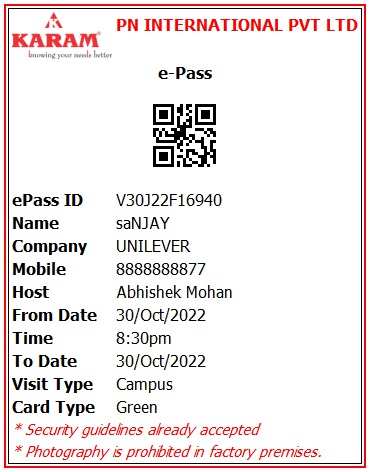 KARAM®
knowing your needs better
PN INTERNATIONAL PVT LTD
e-Pass
ePass ID V30J22F16940
Name saNJAY
Company UNILEVER
Mobile 8888888877
Host Abhishek Mohan
From Date 30/Oct/2022
Time 8:30pm
To Date 30/Oct/2022
Visit Type Campus
Card Type Green
* Security guidelines already accepted
* Photography is prohibited in factory premises.